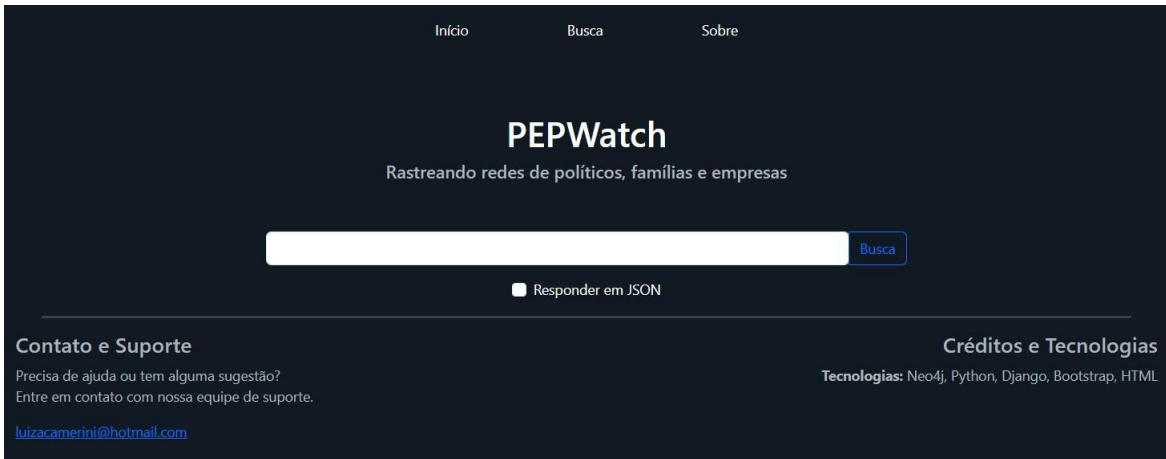 Início Busca Sobre
PEPWatch
Rastreando redes de políticos, famílias e empresas
Busca
Responder em JSON
Contato e Suporte
Precisa de ajuda ou tem alguma sugestão?
Entre em contato com nossa equipe de suporte.
luizacamerini@hotmail.com
Créditos e Tecnologias
Tecnologias: Neo4j, Python, Django, Bootstrap, HTML